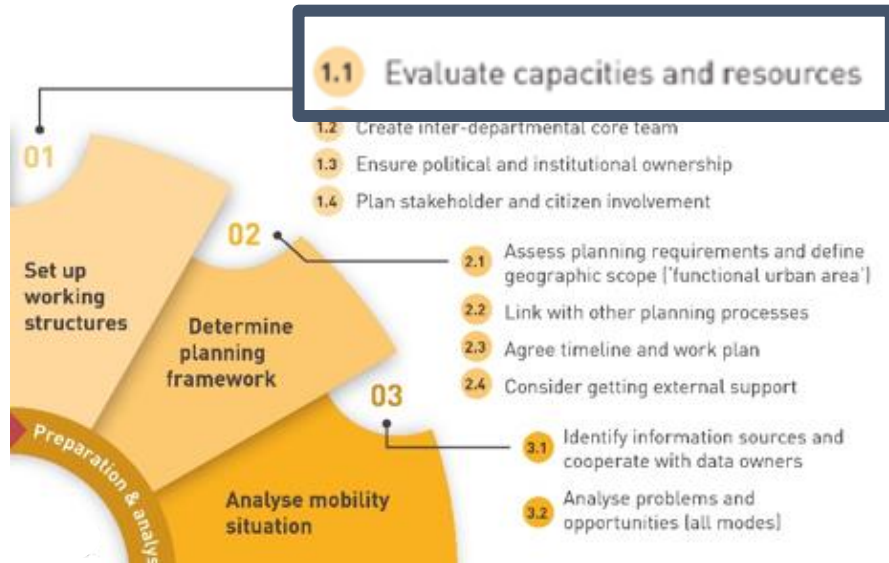 1.1 Evaluate capacities and resources
1.2 Create inter-departmental core team
1.3 Ensure political and institutional ownership
1.4 Plan stakeholder and citizen involvement
01
Set up
working
structures
02
2.1 Assess planning requirements and define
geographic scope ('functional urban area')
2.2 Link with other planning processes
2.3 Agree timeline and work plan
2.4 Consider getting external support
Determine
planning
framework
03
3.1 Identify information sources and
cooperate with data owners
3.2 Analyse problems and
opportunities (all modes)
Analyse mobility
situation
Preparation & analys